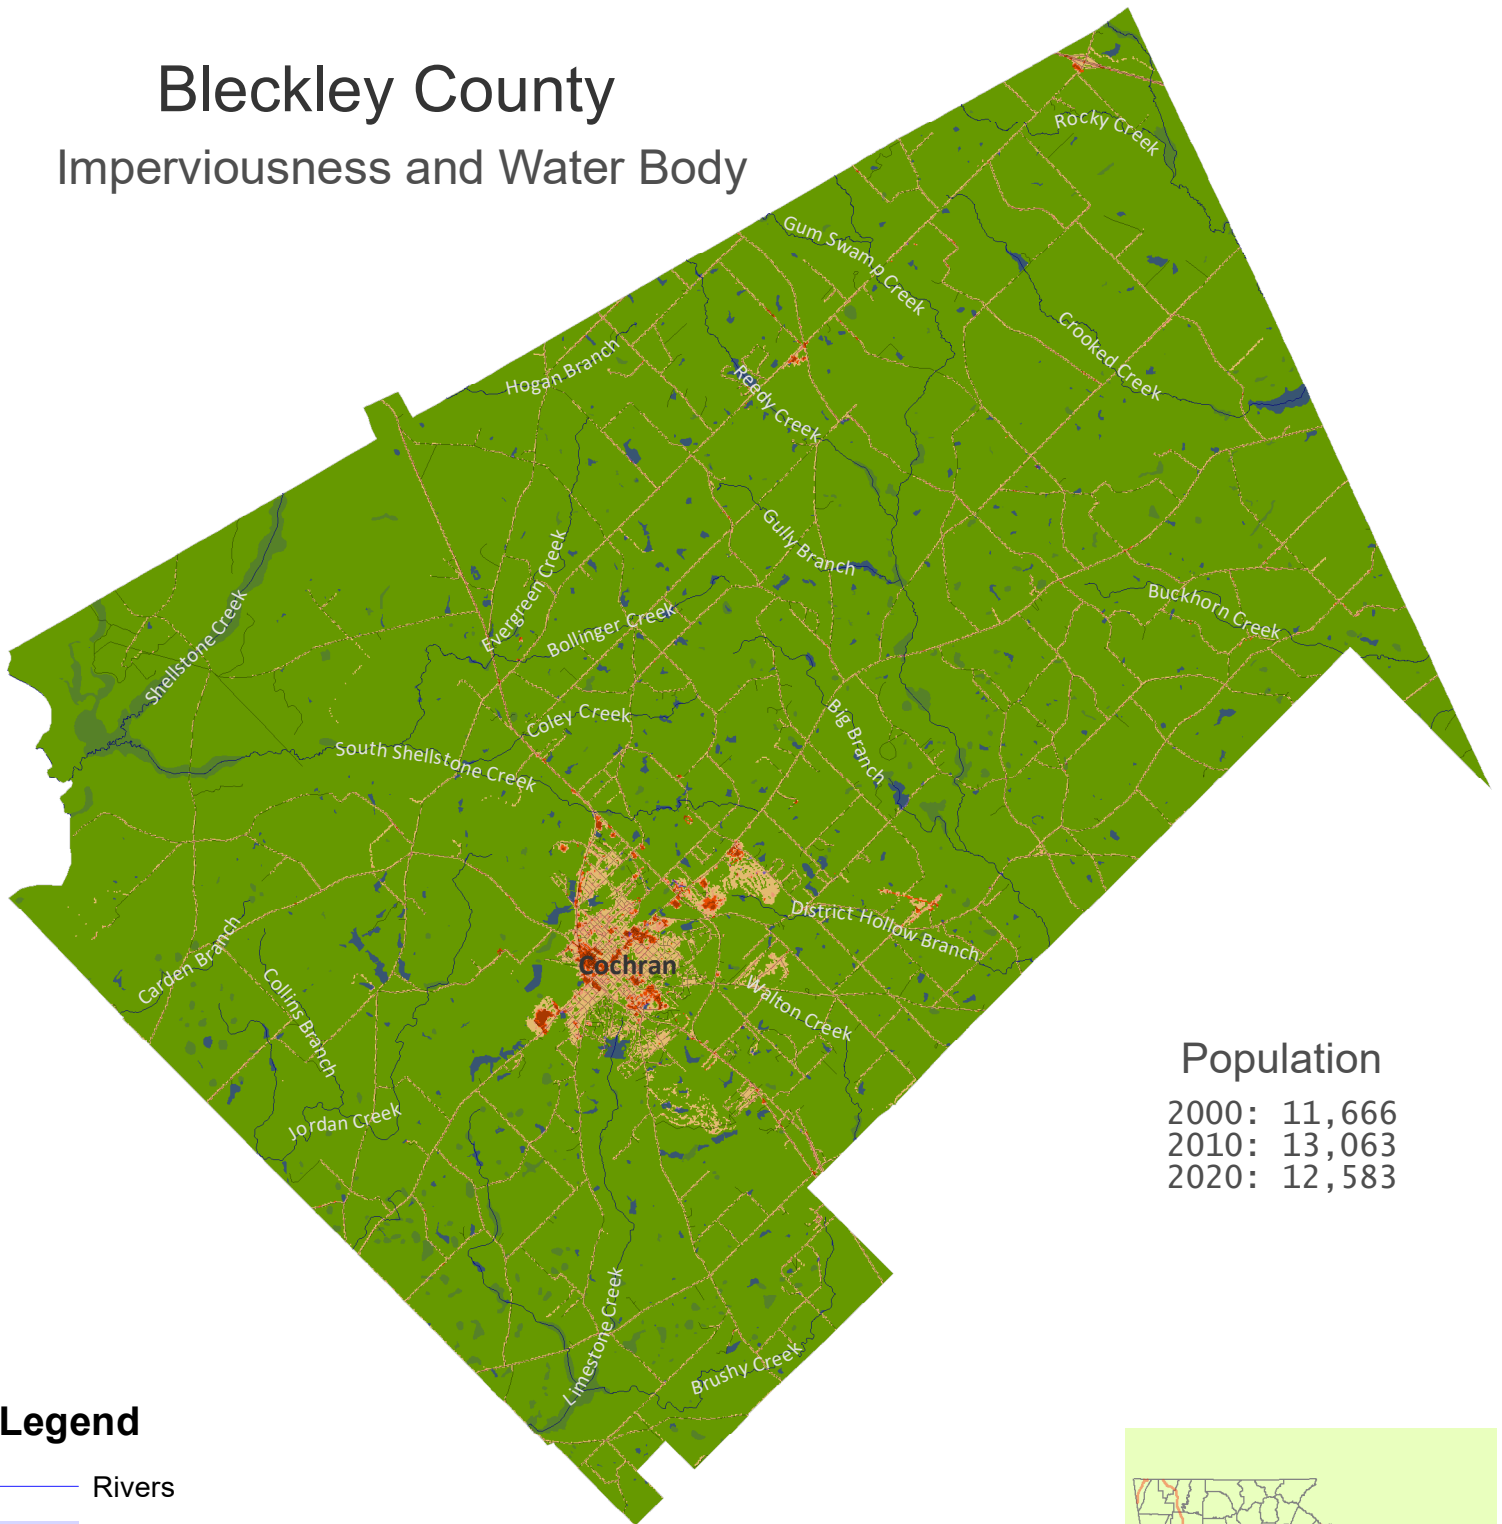 Bleckley County
Imperviousness and Water Body
Rocky Creek
Gum Swamp Creek
Crooked Creek
Hogan Branch
Reedy Creek
Gully Branch
Evergreen Creek
Buckhorn Creek
Bollinger Creek
Shellstone Creek
Coley Creek
Big Branch
South Shellstone Creek
District Hollow Branch
Carden Branch
Cochran
Collins Branch
Walton Creek
Jordan Creek
Population
2000: 11,666
2010: 13,063
2020: 12,583
Limestone Creek
Brushy Creek
Legend
Rivers